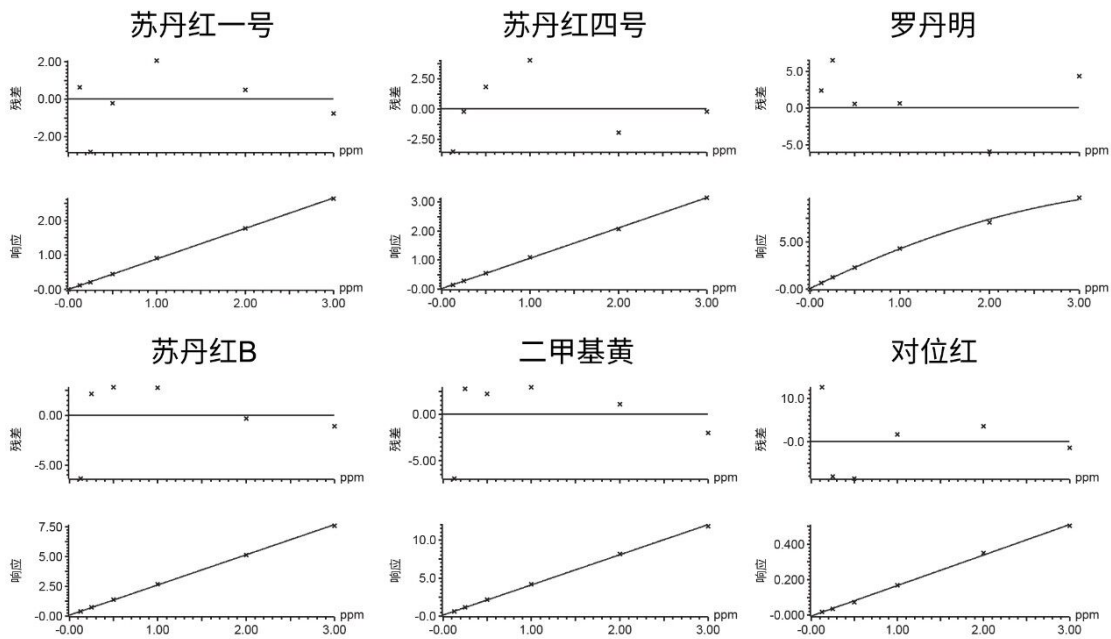 苏丹红一号 苏丹红四号 罗丹明
残差 2.00 0.00 -2.00 ppm
残差 2.50 0.00 -2.50 ppm
残差 5.0 0.0 -5.0 ppm
响应 2.00 1.00 -0.00 -0.00 1.00 2.00 3.00 ppm
响应 3.00 2.00 1.00 -0.00 -0.00 1.00 2.00 3.00 ppm
响应 5.00 -0.00 -0.00 1.00 2.00 3.00 ppm
苏丹红B 二甲基黄 对位红
残差 0.00 -5.00 ppm
残差 0.00 -5.00 ppm
残差 10.0 -0.0 ppm
响应 7.50 5.00 2.50 -0.00 -0.00 1.00 2.00 3.00 ppm
响应 10.0 5.0 -0.0 -0.00 1.00 2.00 3.00 ppm
响应 0.400 0.200 -0.000 -0.00 1.00 2.00 3.00 ppm